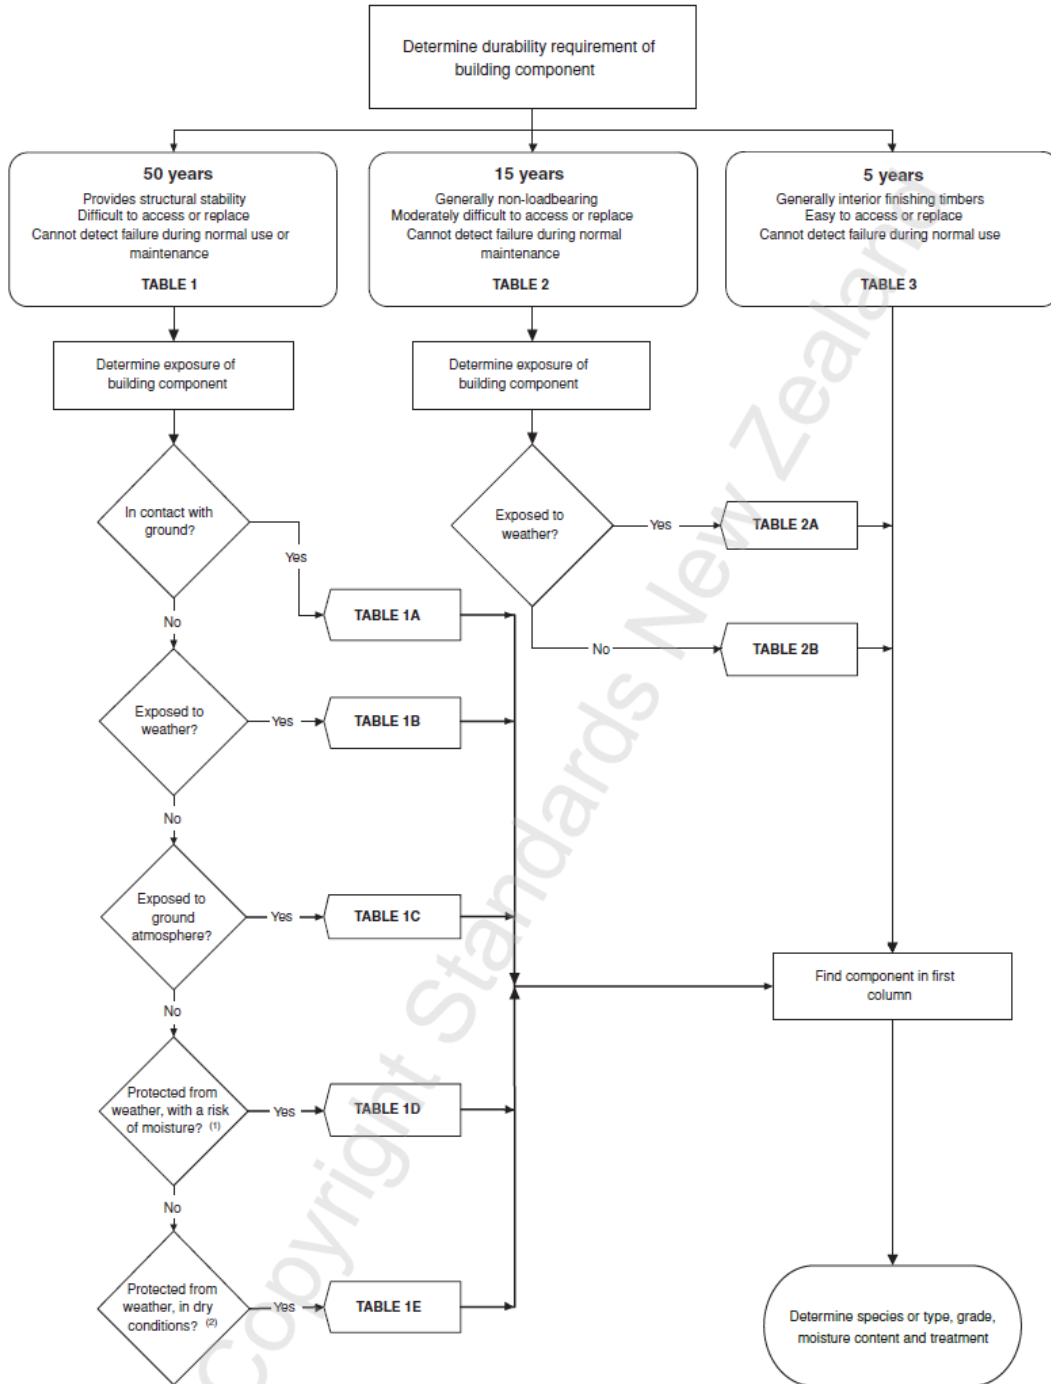 Determine durability requirement of
building component
50 years
Provides structural stability
Difficult to access or replace
Cannot detect failure during normal use or
maintenance
TABLE 1
15 years
Generally non-loadbearing
Moderately difficult to access or replace
Cannot detect failure during normal
maintenance
TABLE 2
5 years
Generally interior finishing timbers
Easy to access or replace
Cannot detect failure during normal use
TABLE 3
Determine exposure of
building component
Determine exposure of
building component
In contact with
ground?
Yes
TABLE 1A
No
Exposed to
weather?
Yes
TABLE 2A
No
TABLE 2B
Exposed to
weather?
Yes
TABLE 1B
No
Exposed to
ground
atmosphere?
Yes
TABLE 1C
No
Find component in first
column
Protected from
weather, with a risk
of moisture? (1)
Yes
TABLE 1D
No
Protected from
weather, in dry
conditions? (2)
Yes
TABLE 1E
Determine species or type, grade,
moisture content and treatment
Copyright Standards New Zealand